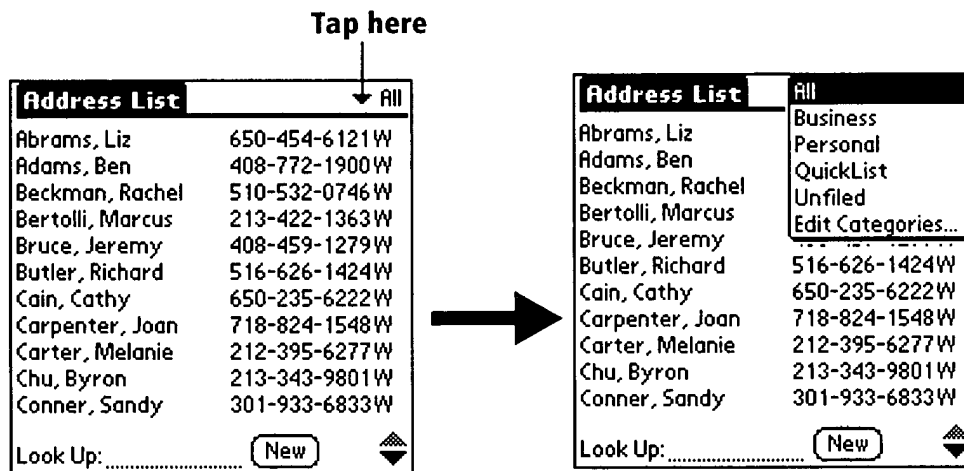 Tap here
Address List All
Abrams, Liz 650-454-6121W
Adams, Ben 408-772-1900W
Beckman, Rachel 510-532-0746W
Bertolli, Marcus 213-422-1363W
Bruce, Jeremy 408-459-1279W
Butler, Richard 516-626-1424W
Cain, Cathy 650-235-6222W
Carpenter, Joan 718-824-1548W
Carter, Melanie 212-395-6277W
Chu, Byron 213-343-9801W
Conner, Sandy 301-933-6833W
Look Up: New
Address List
Abrams, Liz
Adams, Ben
Beckman, Rachel
Bertolli, Marcus
Bruce, Jeremy
All
Business
Personal
QuickList
Unfiled
Edit Categories...
Butler, Richard 516-626-1424W
Cain, Cathy 650-235-6222W
Carpenter, Joan 718-824-1548W
Carter, Melanie 212-395-6277W
Chu, Byron 213-343-9801W
Conner, Sandy 301-933-6833W
Look Up: New